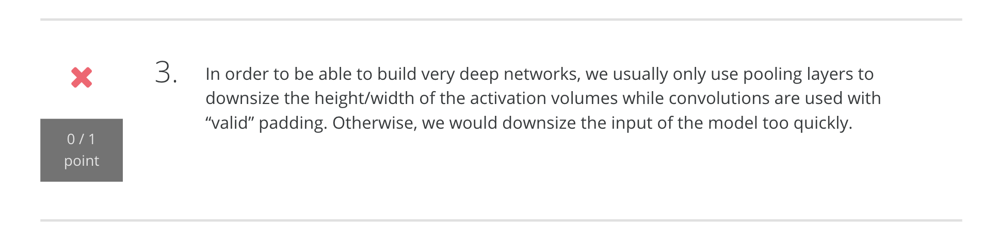 3. In order to be able to build very deep networks, we usually only use pooling layers to
downsize the height/width of the activation volumes while convolutions are used with
“valid” padding. Otherwise, we would downsize the input of the model too quickly.
0 / 1
point